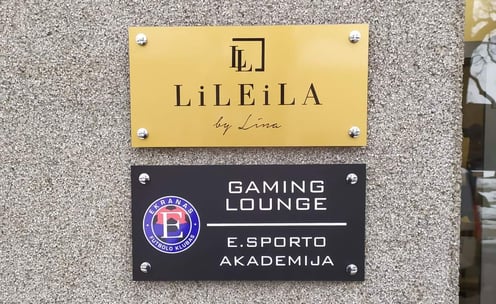 LL
LiLEiLA
by Lina
EKRANAS
E
FUTBOLO KLUBAS
GAMING
LOUNGE
E.SPORTO
AKADEMIJA